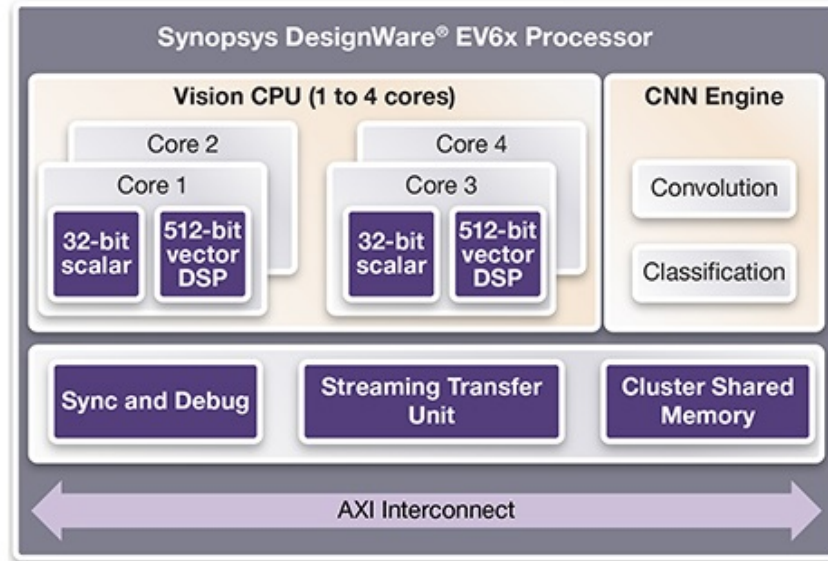 Synopsys DesignWare® EV6x Processor
Vision CPU (1 to 4 cores)
Core 2
Core 1
32-bit
scalar
512-bit
vector
DSP
Core 4
Core 3
32-bit
scalar
512-bit
vector
DSP
CNN Engine
Convolution
Classification
Sync and Debug
Streaming Transfer
Unit
Cluster Shared
Memory
AXI Interconnect